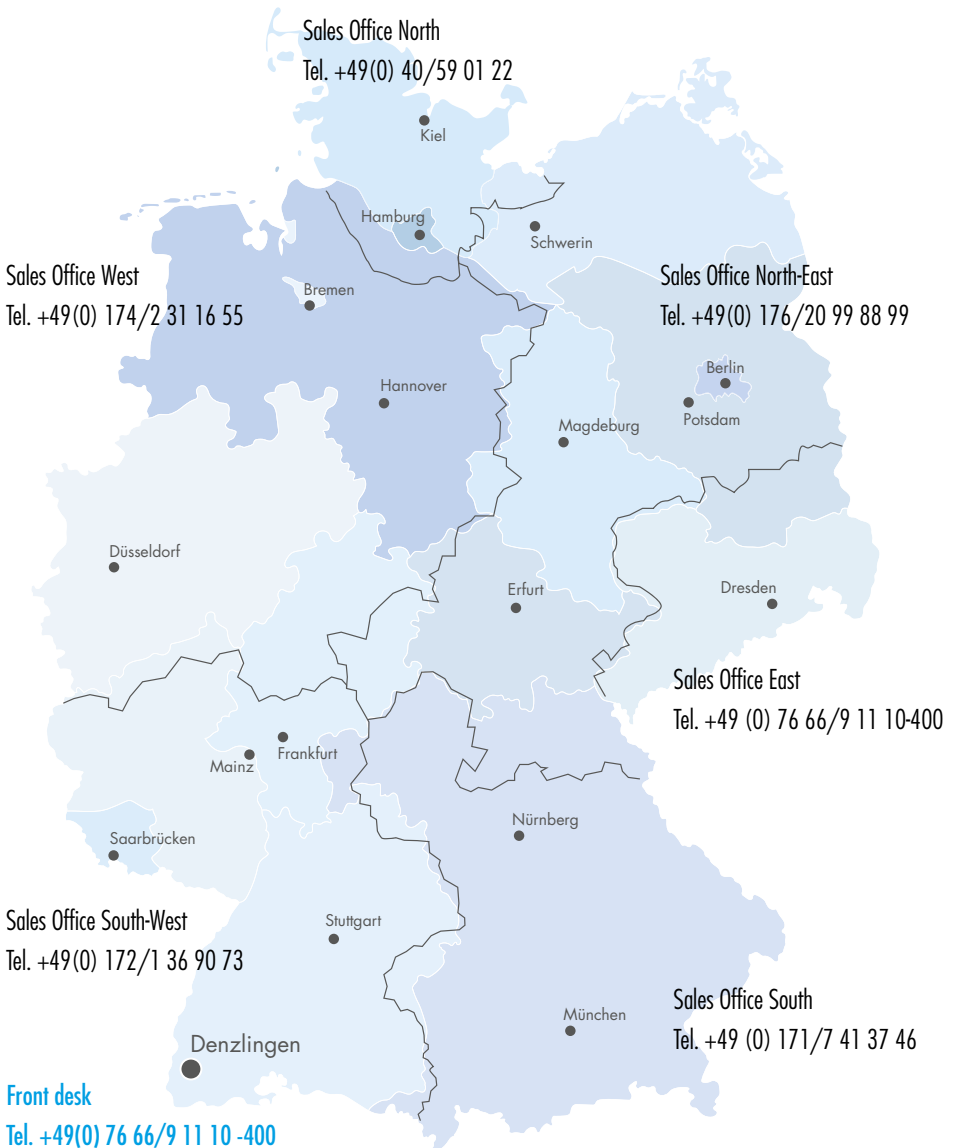 Sales Office North
Tel. +49(0) 40/59 01 22
Kiel
Hamburg
Schwerin
Sales Office West
Tel. +49(0) 174/2 31 16 55
Bremen
Sales Office North-East
Tel. +49(0) 176/20 99 88 99
Berlin
Hannover
Potsdam
Magdeburg
Düsseldorf
Erfurt
Dresden
Sales Office East
Tel. +49 (0) 76 66/9 11 10-400
Frankfurt
Mainz
Nürnberg
Saarbrücken
Sales Office South-West
Tel. +49(0) 172/1 36 90 73
Stuttgart
Sales Office South
Tel. +49 (0) 171/7 41 37 46
München
Denzlingen
Front desk
Tel. +49(0) 76 66/9 11 10 -400